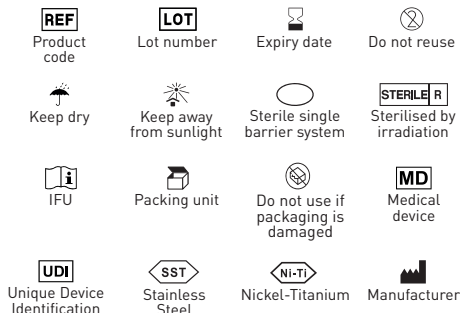 REF LOT
Product code
Lot number
Expiry date
Do not reuse
STERILE R
Keep dry
Keep away from sunlight
Sterile single barrier system
Sterilised by irradiation
i MD
IFU
Packing unit
Do not use if packaging is damaged
Medical device
UDI SST Ni-Ti
Unique Device Identification
Stainless Steel
Nickel-Titanium
Manufacturer